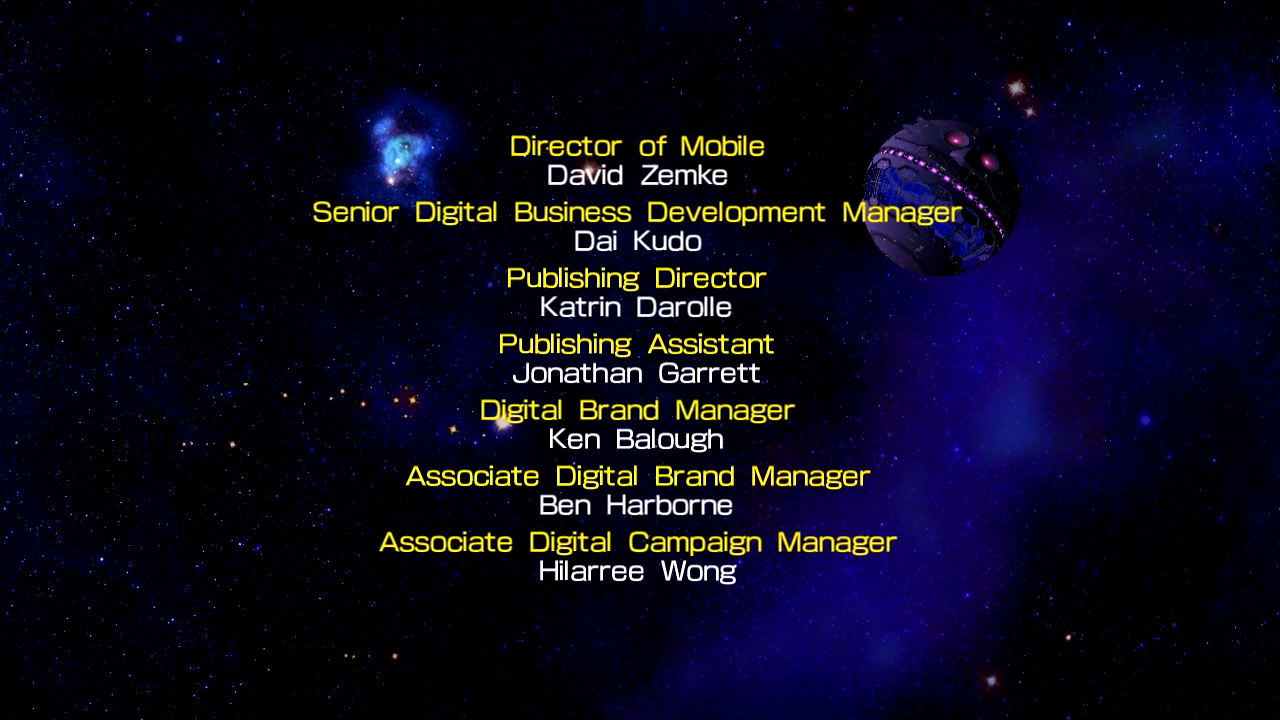 Director of Mobile
David Zemke
Senior Digital Business Development Manager
Dai Kudo
Publishing Director
Katrin Darolle
Publishing Assistant
Jonathan Garrett
Digital Brand Manager
Ken Balough
Associate Digital Brand Manager
Ben Harborne
Associate Digital Campaign Manager
Hilarree Wong